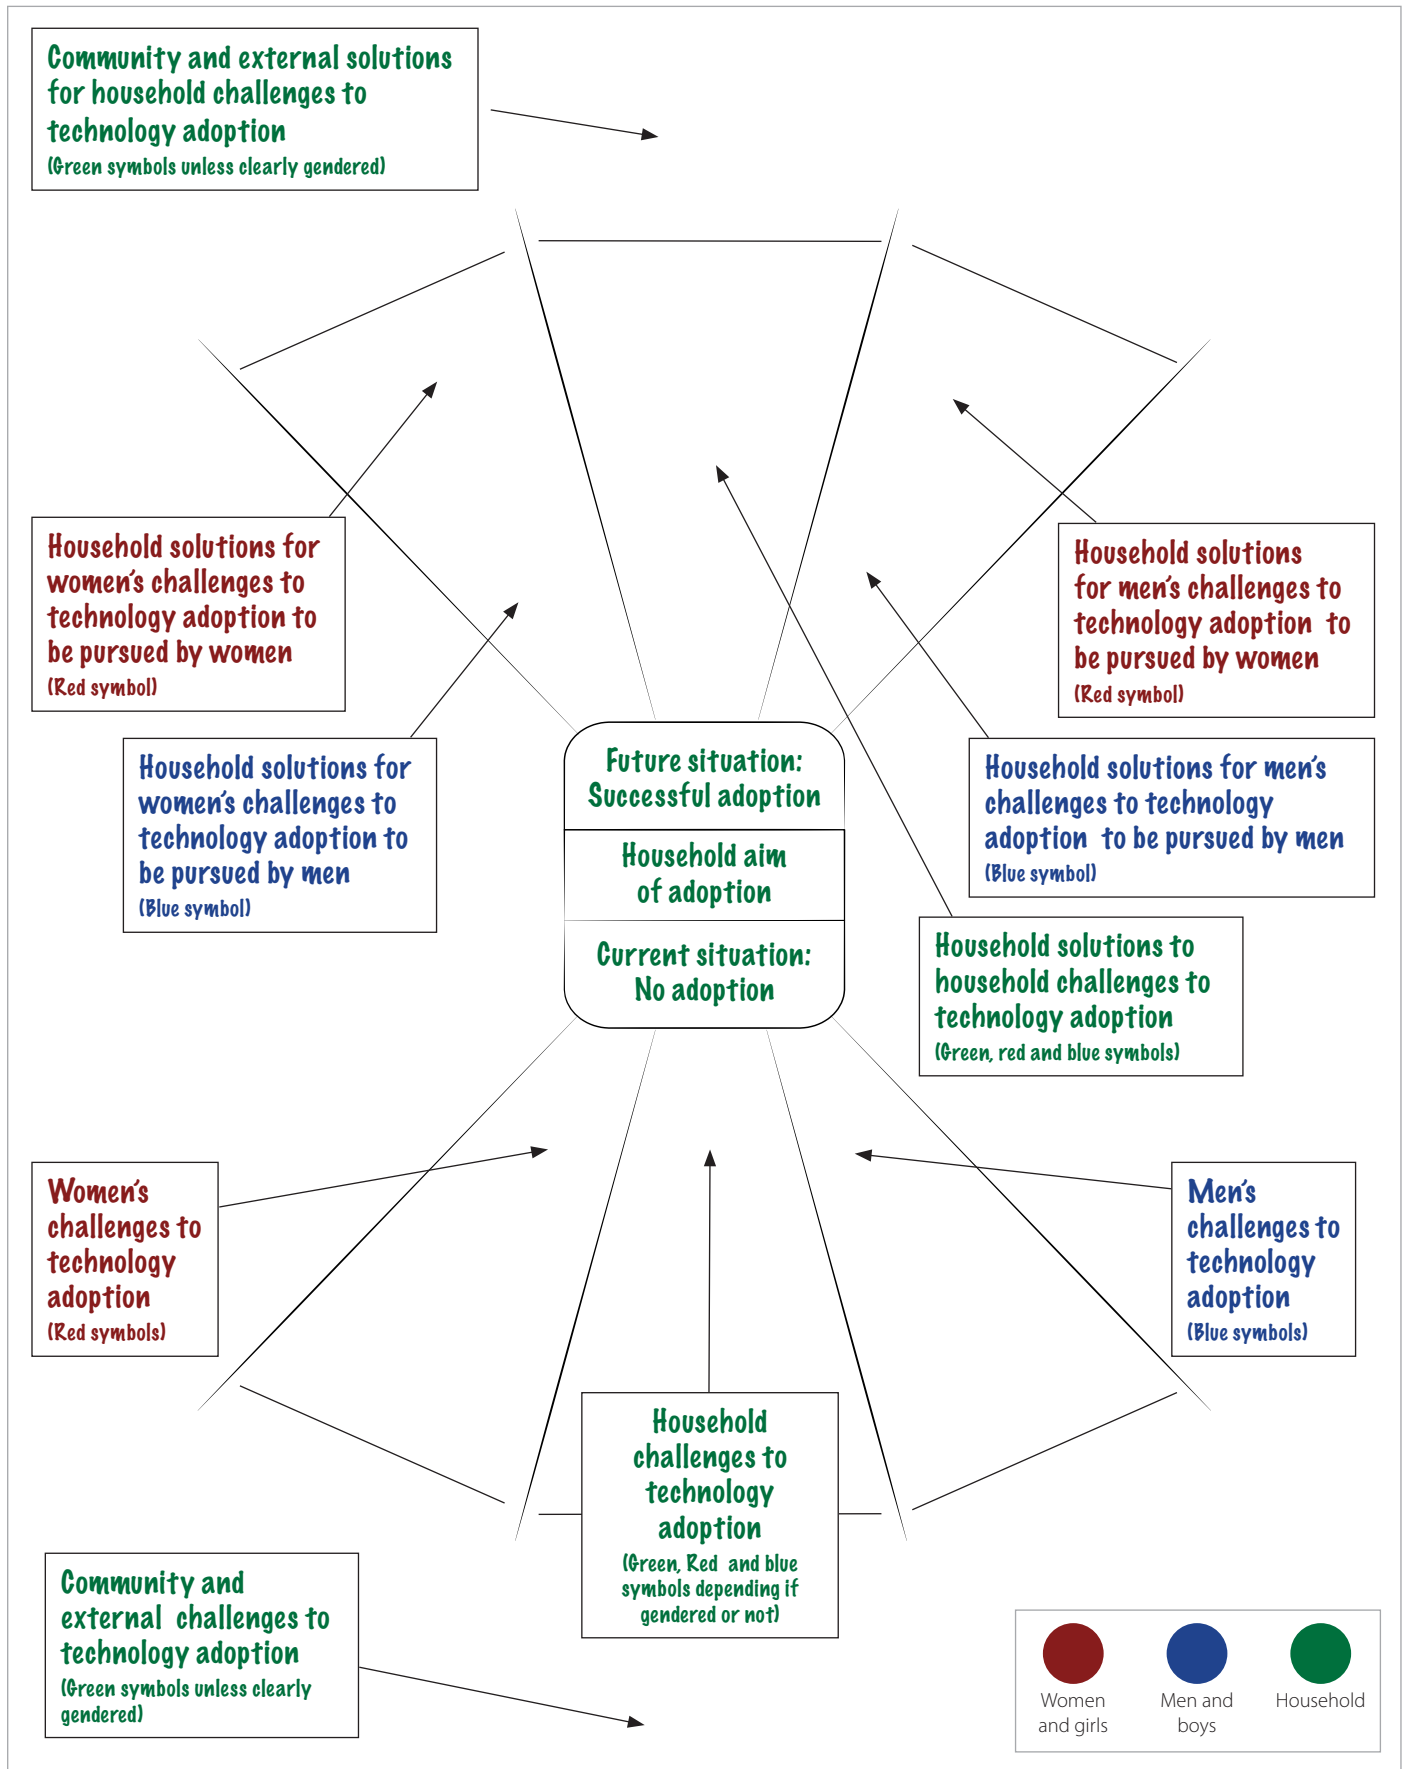 Community and external solutions
for household challenges to
technology adoption
(Green symbols unless clearly gendered)
Household solutions for
women's challenges to
technology adoption to
be pursued by women
(Red symbol)
Household solutions
for men's challenges to
technology adoption to
be pursued by women
(Red symbol)
Household solutions for
women's challenges to
technology adoption to
be pursued by men
(Blue symbol)
Future situation:
Successful adoption
Household aim
of adoption
Current situation:
No adoption
Household solutions for men's
challenges to technology
adoption to be pursued by men
(Blue symbol)
Household solutions to
household challenges to
technology adoption
(Green, red and blue symbols)
Women's
challenges to
technology
adoption
(Red symbols)
Men's
challenges to
technology
adoption
(Blue symbols)
Household
challenges to
technology
adoption
(Green, Red and blue
symbols depending if
gendered or not)
Community and
external challenges to
technology adoption
(Green symbols unless clearly
gendered)
Women
and girls
Men and
boys
Household